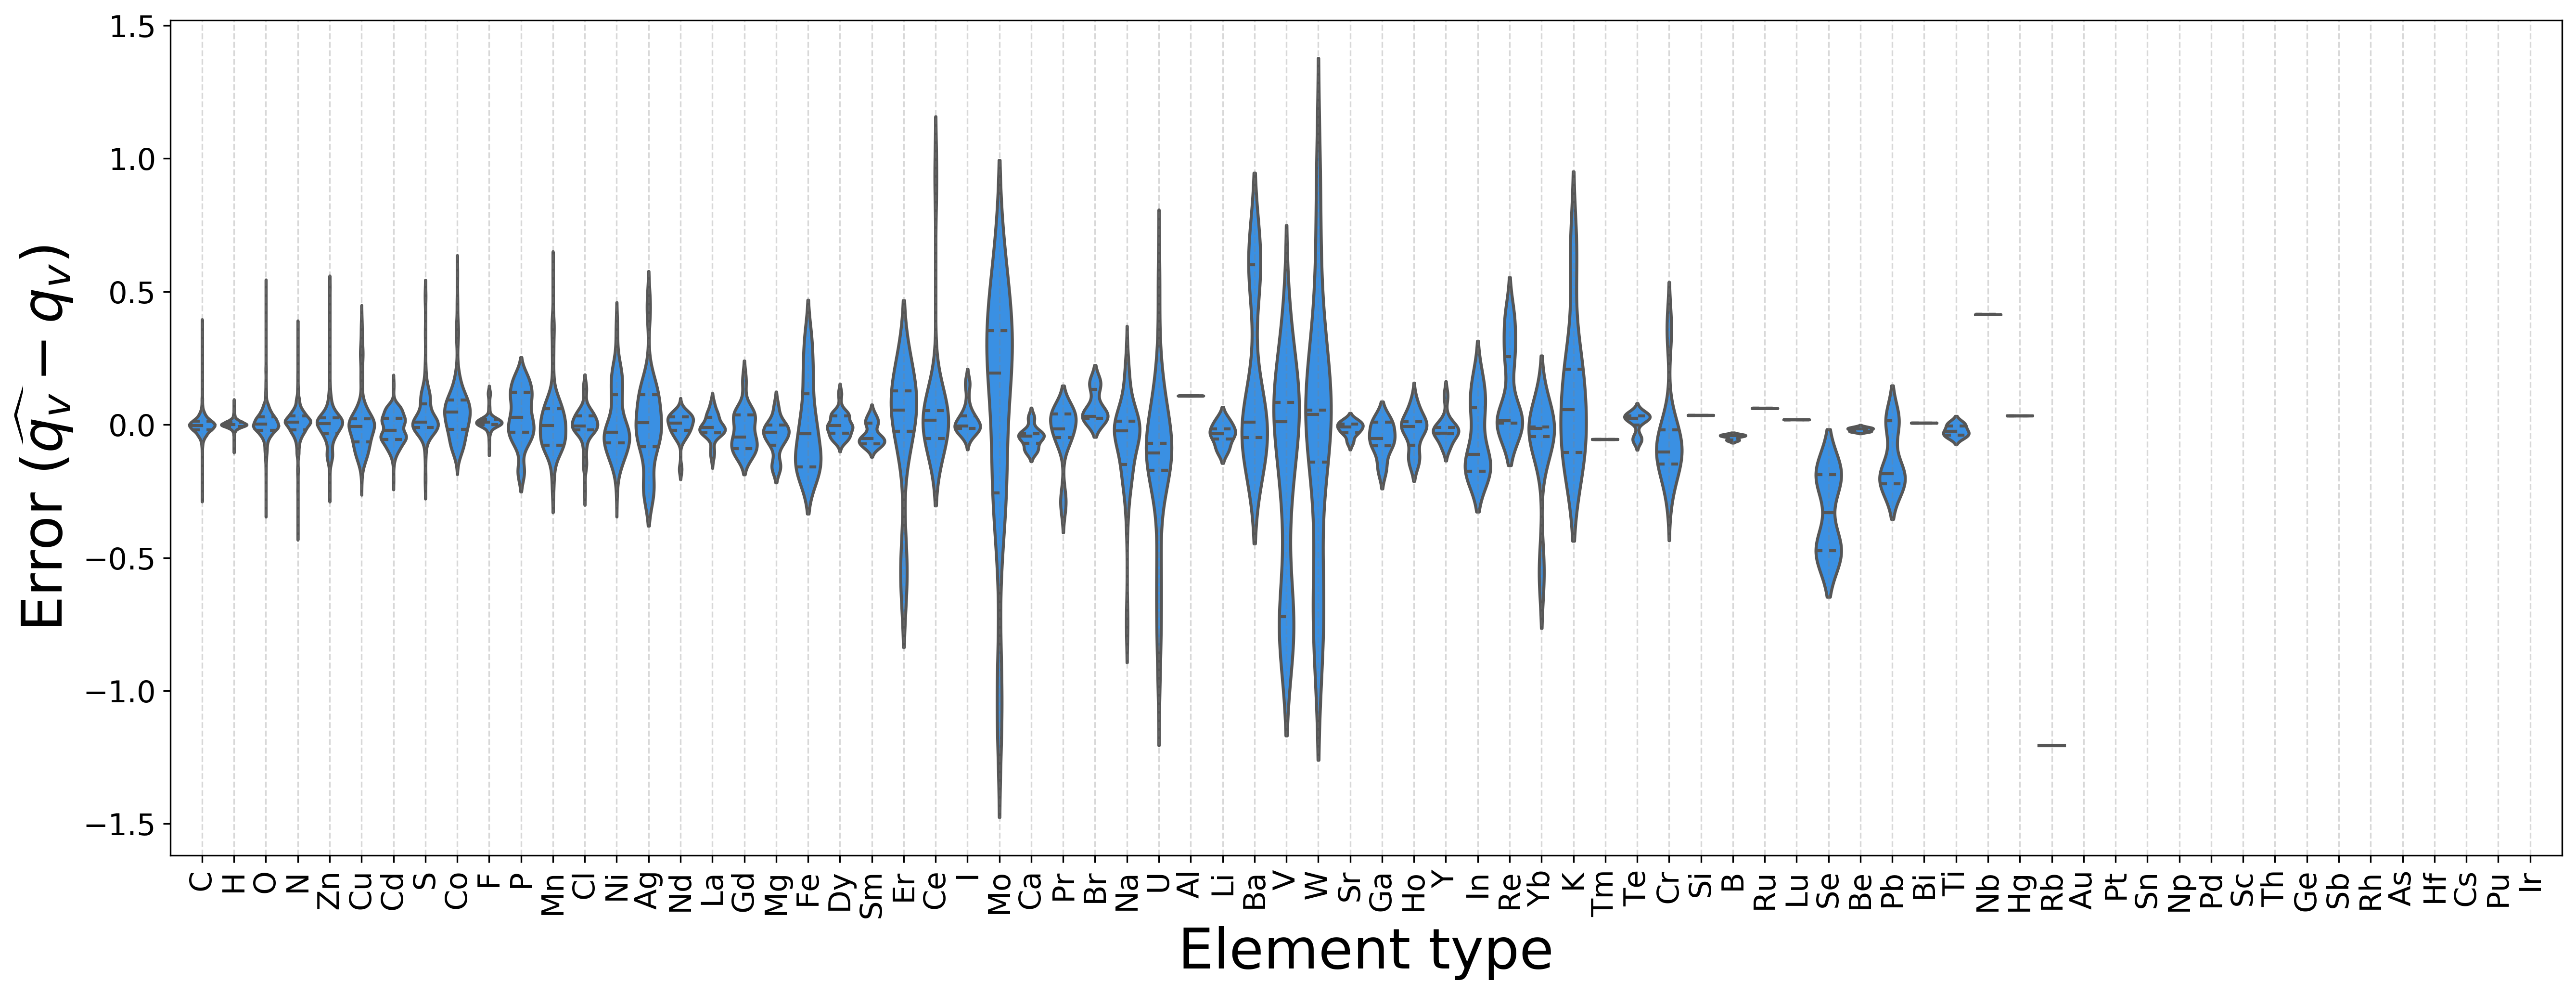 1.5
1.0
0.5
0.0
−0.5
−1.0
−1.5
Error (q̂ᵥ − qᵥ)
C H O N Zn Cu Cd S Co F P Mn Cl Ni Ag Nd La Gd Mg Fe Dy Sm Er Ce I Mo Ca Pr Br Na U Al Li Ba V W Sr Ga Ho Y In Re Yb K Tm Te Cr Si B Ru Lu Se Be Pb Bi Ti Nb Hg Rb Au Pt Sn Np Pd Sc Th Ge Sb Rh As Hf Cs Pu Ir
Element type